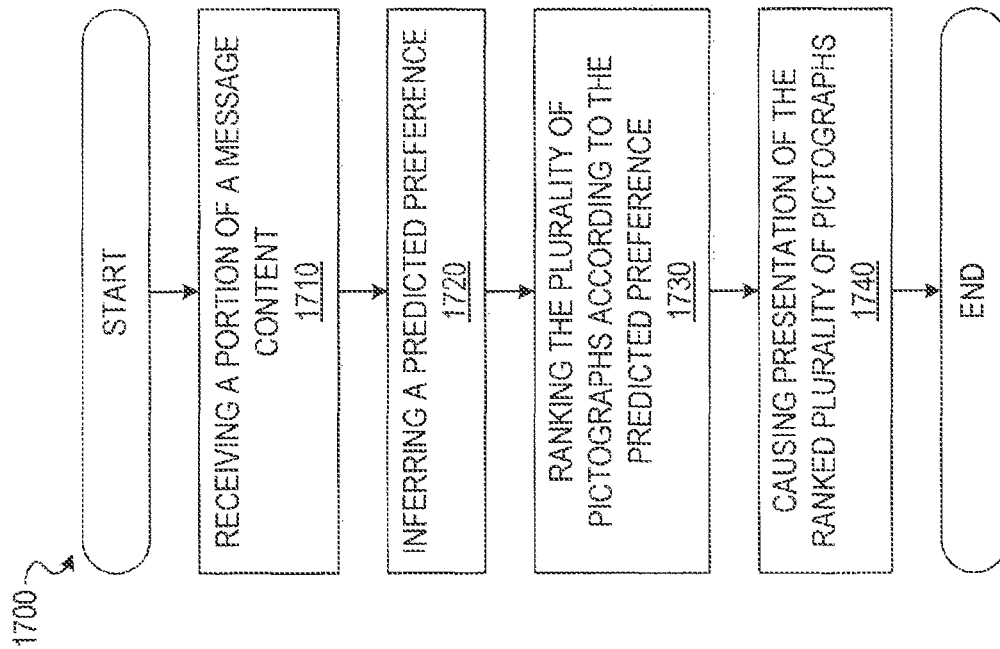 1700
START
RECEIVING A PORTION OF A MESSAGE
CONTENT
1710
INFERRING A PREDICTED PREFERENCE
1720
RANKING THE PLURALITY OF
PICTOGRAPHS ACCORDING TO THE
PREDICTED PREFERENCE
1730
CAUSING PRESENTATION OF THE
RANKED PLURALITY OF PICTOGRAPHS
1740
END